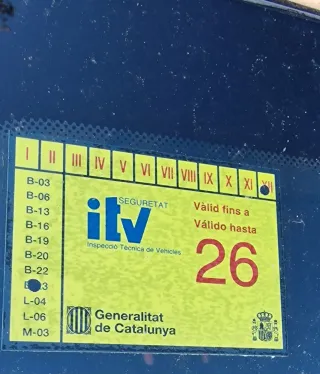 I II III IV V VI VII VIII IX X XI
B-03
B-06
B-13
B-16
B-19
B-20
B-22
L-04
L-06
M-03
SEGURETAT
itv
Inspecció Tècnica de Vehicles
Vàlid fins a
Válido hasta
26
Generalitat
de Catalunya